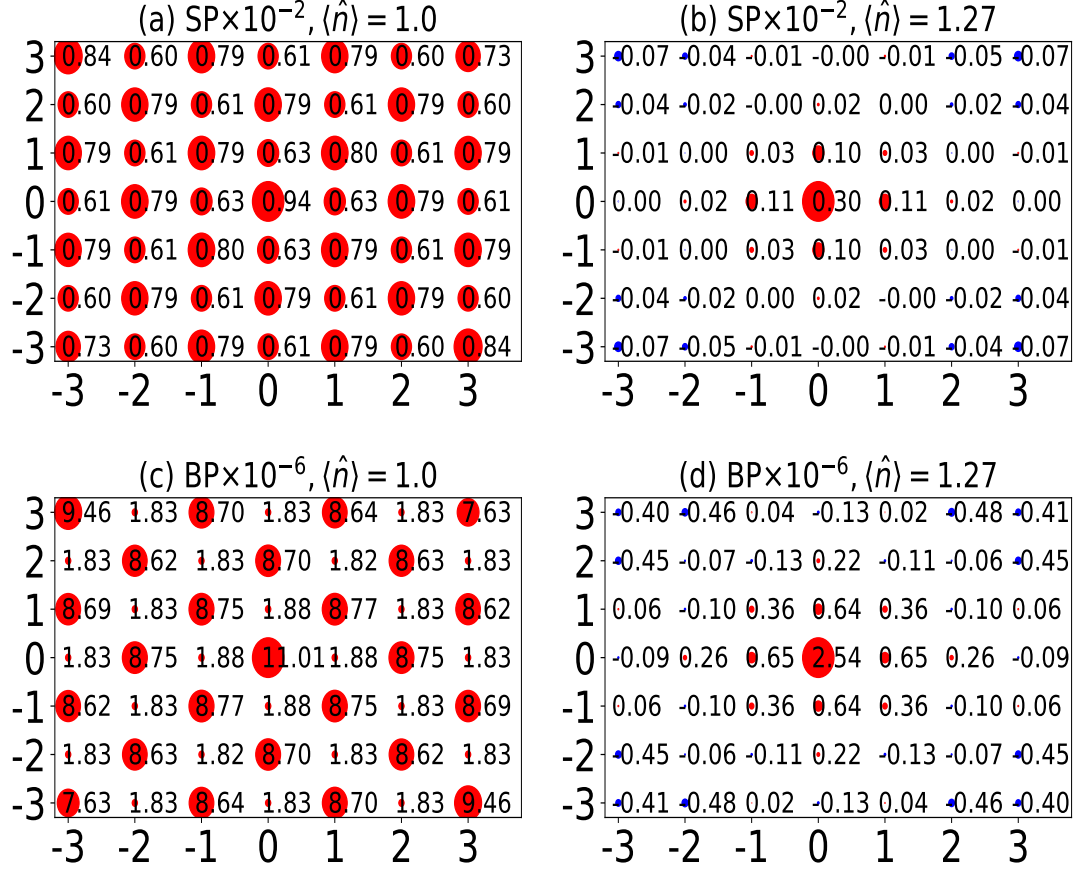 (a) SP×10⁻², ⟨n̂⟩ = 1.0
3 0.84 0.60 0.79 0.61 0.79 0.60 0.73
2 0.60 0.79 0.61 0.79 0.61 0.79 0.60
1 0.79 0.61 0.79 0.63 0.80 0.61 0.79
0 0.61 0.79 0.63 0.94 0.63 0.79 0.61
-1 0.79 0.61 0.80 0.63 0.79 0.61 0.79
-2 0.60 0.79 0.61 0.79 0.61 0.79 0.60
-3 0.73 0.60 0.79 0.61 0.79 0.60 0.84
-3 -2 -1 0 1 2 3
(b) SP×10⁻², ⟨n̂⟩ = 1.27
3 -0.07 -0.04 -0.01 -0.00 -0.01 -0.05 -0.07
2 -0.04 -0.02 -0.00 0.02 0.00 -0.02 -0.04
1 -0.01 0.00 0.03 0.10 0.03 0.00 -0.01
0 0.00 0.02 0.11 0.30 0.11 0.02 0.00
-1 -0.01 0.00 0.03 0.10 0.03 0.00 -0.01
-2 -0.04 -0.02 0.00 0.02 -0.00 -0.02 -0.04
-3 -0.07 -0.05 -0.01 -0.00 -0.01 -0.04 -0.07
-3 -2 -1 0 1 2 3
(c) BP×10⁻⁶, ⟨n̂⟩ = 1.0
3 9.46 1.83 8.70 1.83 8.64 1.83 7.63
2 1.83 8.62 1.83 8.70 1.82 8.63 1.83
1 8.69 1.83 8.75 1.88 8.77 1.83 8.62
0 1.83 8.75 1.88 11.01 1.88 8.75 1.83
-1 8.62 1.83 8.77 1.88 8.75 1.83 8.69
-2 1.83 8.63 1.82 8.70 1.83 8.62 1.83
-3 7.63 1.83 8.64 1.83 8.70 1.83 9.46
-3 -2 -1 0 1 2 3
(d) BP×10⁻⁶, ⟨n̂⟩ = 1.27
3 -0.40 -0.46 0.04 -0.13 0.02 -0.48 -0.41
2 -0.45 -0.07 -0.13 0.22 -0.11 -0.06 -0.45
1 0.06 -0.10 0.36 0.64 0.36 -0.10 0.06
0 -0.09 0.26 0.65 2.54 0.65 0.26 -0.09
-1 0.06 -0.10 0.36 0.64 0.36 -0.10 0.06
-2 -0.45 -0.06 -0.11 0.22 -0.13 -0.07 -0.45
-3 -0.41 -0.48 0.02 -0.13 0.04 -0.46 -0.40
-3 -2 -1 0 1 2 3